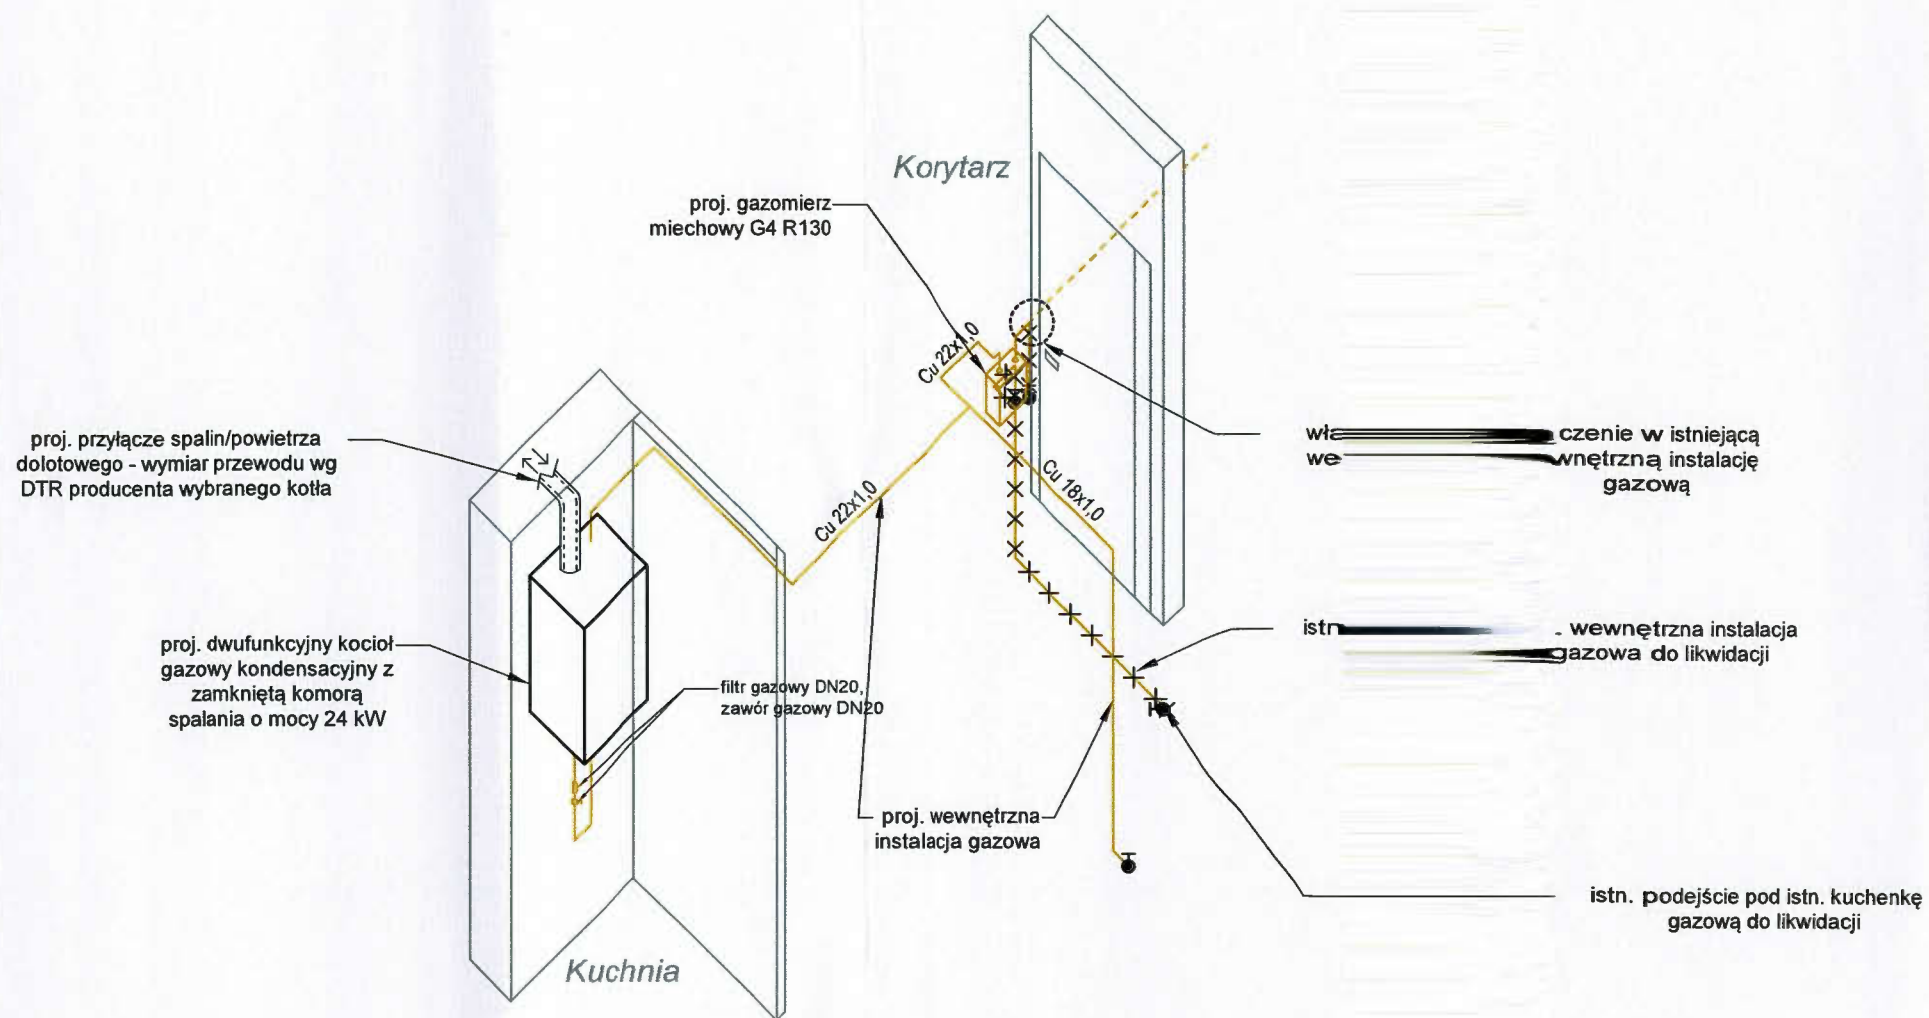 Korytarz
proj. gazomierz
miechowy G4 R130
Cu 22x1,0
proj. przyłącze spalin/powietrza
dolotowego - wymiar przewodu wg
DTR producenta wybranego kotła
Cu 22x1,0
Cu 18x1,0
włączenie w istniejącą
wewnętrzną instalację
gazową
proj. dwufunkcyjny kocioł
gazowy kondensacyjny z
zamkniętą komorą
spalania o mocy 24 kW
filtr gazowy DN20,
zawór gazowy DN20
istn. wewnętrzna instalacja
gazowa do likwidacji
proj. wewnętrzna
instalacja gazowa
istn. podejście pod istn. kuchenkę
gazową do likwidacji
Kuchnia